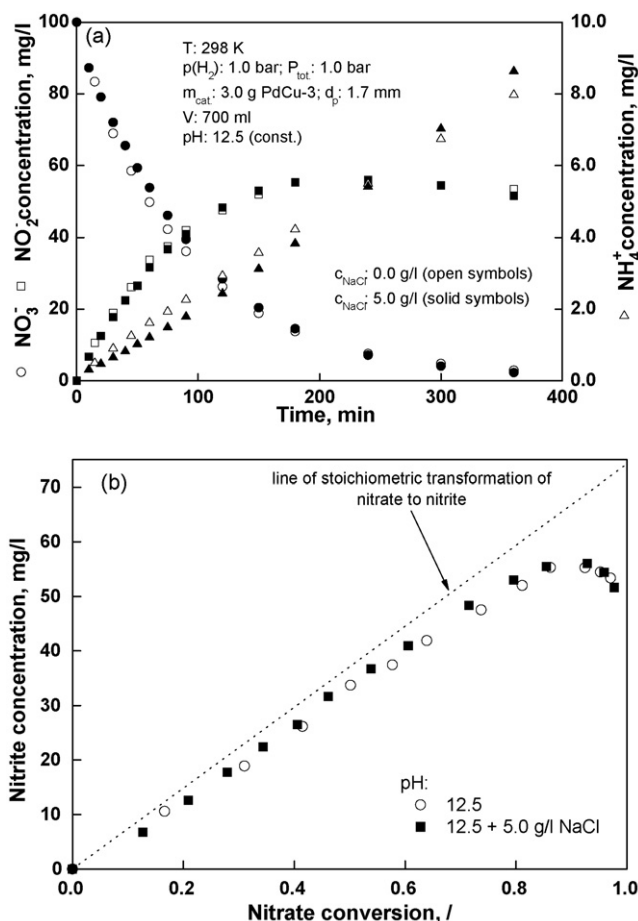 (a)
T: 298 K
p(H₂): 1.0 bar; P_tot.: 1.0 bar
m_cat.: 3.0 g PdCu-3; d_p: 1.7 mm
V: 700 ml
pH: 12.5 (const.)
c_NaCl: 0.0 g/l (open symbols)
c_NaCl: 5.0 g/l (solid symbols)
○ NO₃⁻ □ NO₂⁻ concentration, mg/l
100
80
60
40
20
0
△ NH₄⁺ concentration, mg/l
10.0
8.0
6.0
4.0
2.0
0.0
0 100 200 300 400
Time, min
(b)
line of stoichiometric transformation of
nitrate to nitrite
Nitrite concentration, mg/l
70
60
50
40
30
20
10
0
pH:
○ 12.5
■ 12.5 + 5.0 g/l NaCl
0.0 0.2 0.4 0.6 0.8 1.0
Nitrate conversion, /